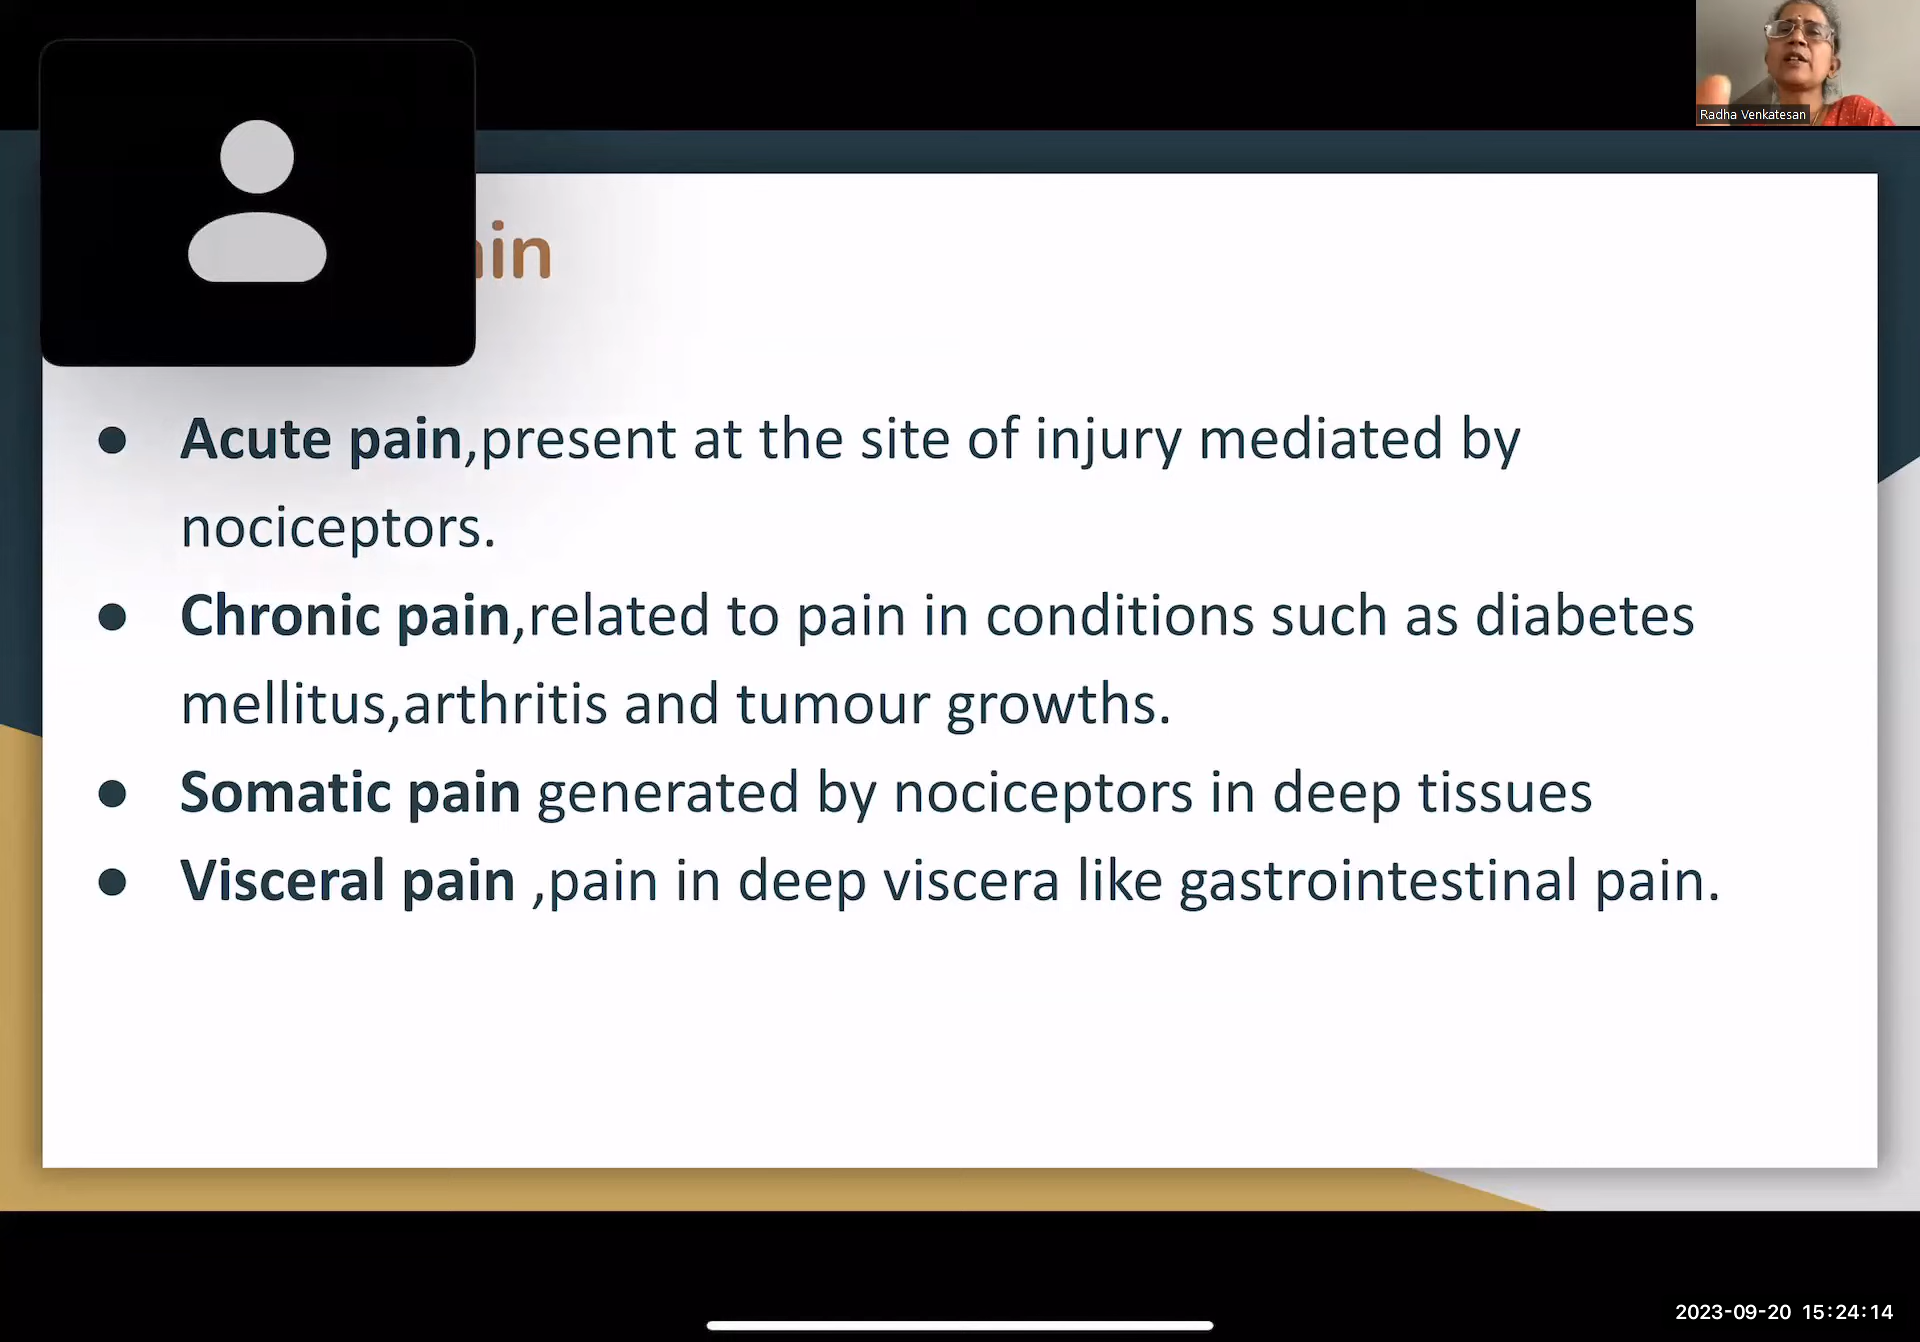 Radha Venkatesan
Acute pain,present at the site of injury mediated by
nociceptors.
Chronic pain,related to pain in conditions such as diabetes
mellitus,arthritis and tumour growths.
Somatic pain generated by nociceptors in deep tissues
Visceral pain ,pain in deep viscera like gastrointestinal pain.
2023-09-20 15:24:14